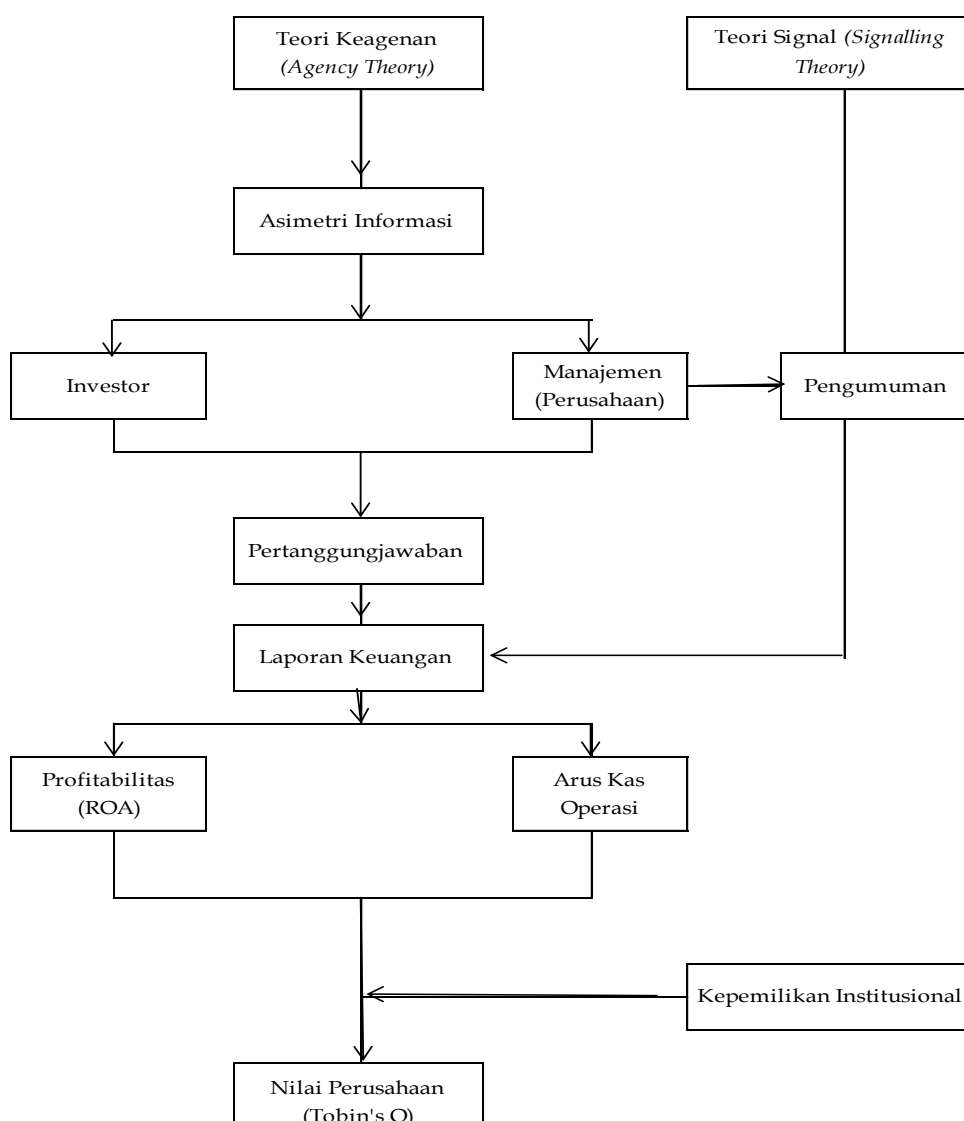 Teori Keagenan
(Agency Theory)
Teori Signal (Signalling
Theory)
Asimetri Informasi
Investor
Manajemen
(Perusahaan)
Pengumuman
Pertanggungjawaban
Laporan Keuangan
Profitabilitas
(ROA)
Arus Kas
Operasi
Kepemilikan Institusional
Nilai Perusahaan
(Tobin's Q)